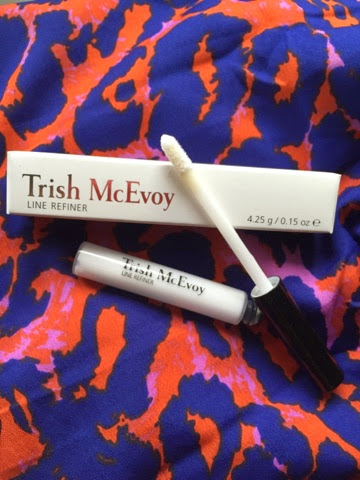 Trish McEvoy
LINE REFINER
4.25 g / 0.15 oz ℮
Trish McEvoy
LINE REFINER